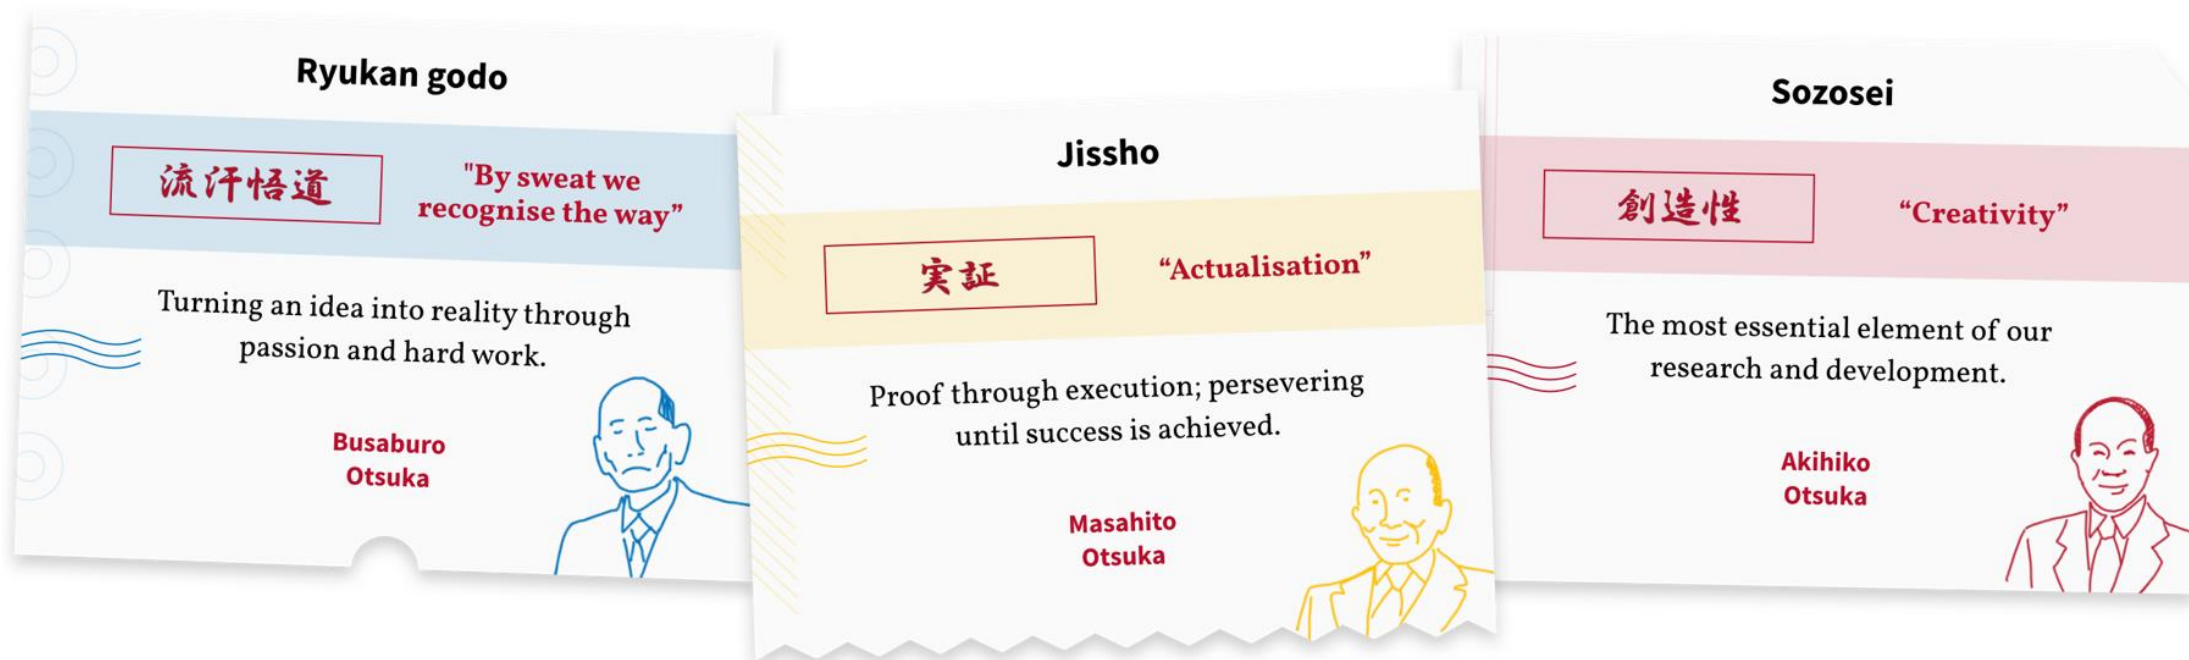 Ryukan godo
流汗悟道
"By sweat we
recognise the way”
Turning an idea into reality through
passion and hard work.
Busaburo
Otsuka
Jissho
実証
“Actualisation”
Proof through execution; persevering
until success is achieved.
Masahito
Otsuka
Sozosei
創造性
“Creativity”
The most essential element of our
research and development.
Akihiko
Otsuka